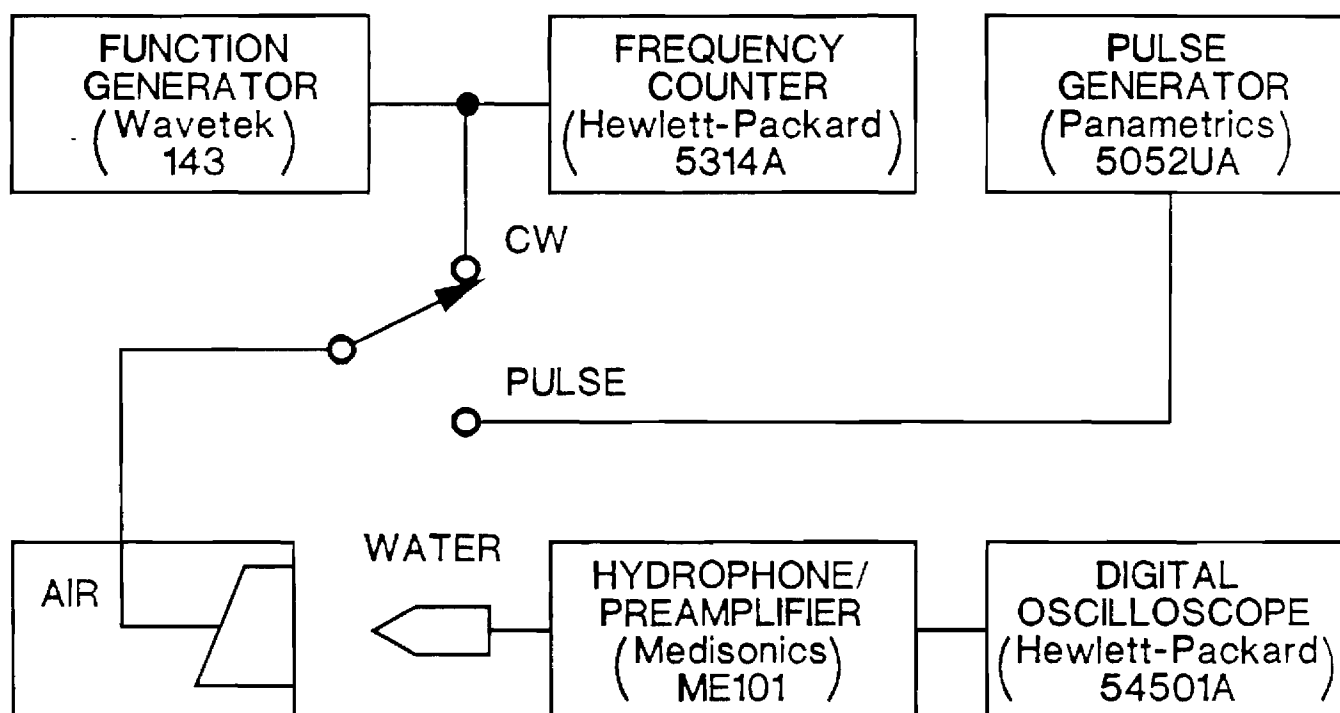 FUNCTION
GENERATOR
(Wavetek)
143
FREQUENCY
COUNTER
(Hewlett-Packard)
5314A
PULSE
GENERATOR
(Panametrics)
5052UA
CW
PULSE
AIR
WATER
HYDROPHONE/
PREAMPLIFIER
(Medisonics)
ME101
DIGITAL
OSCILLOSCOPE
(Hewlett-Packard)
54501A